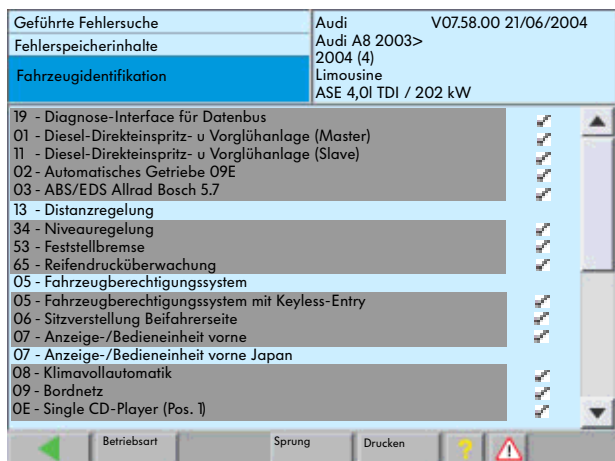 Geführte Fehlersuche
Fehlerspeicherinhalte
Fahrzeugidentifikation
Audi V07.58.00 21/06/2004
Audi A8 2003>
2004 (4)
Limousine
ASE 4,0l TDI / 202 kW
19 - Diagnose-Interface für Datenbus
01 - Diesel-Direkteinspritz- u Vorglühanlage (Master)
11 - Diesel-Direkteinspritz- u Vorglühanlage (Slave)
02 - Automatisches Getriebe 09E
03 - ABS/EDS Allrad Bosch 5.7
13 - Distanzregelung
34 - Niveauregelung
53 - Feststellbremse
65 - Reifendrucküberwachung
05 - Fahrzeugberechtigungssystem
05 - Fahrzeugberechtigungssystem mit Keyless-Entry
06 - Sitzverstellung Beifahrerseite
07 - Anzeige-/Bedieneinheit vorne
07 - Anzeige-/Bedieneinheit vorne Japan
08 - Klimavollautomatik
09 - Bordnetz
0E - Single CD-Player (Pos. 1)
Betriebsart Sprung Drucken ?